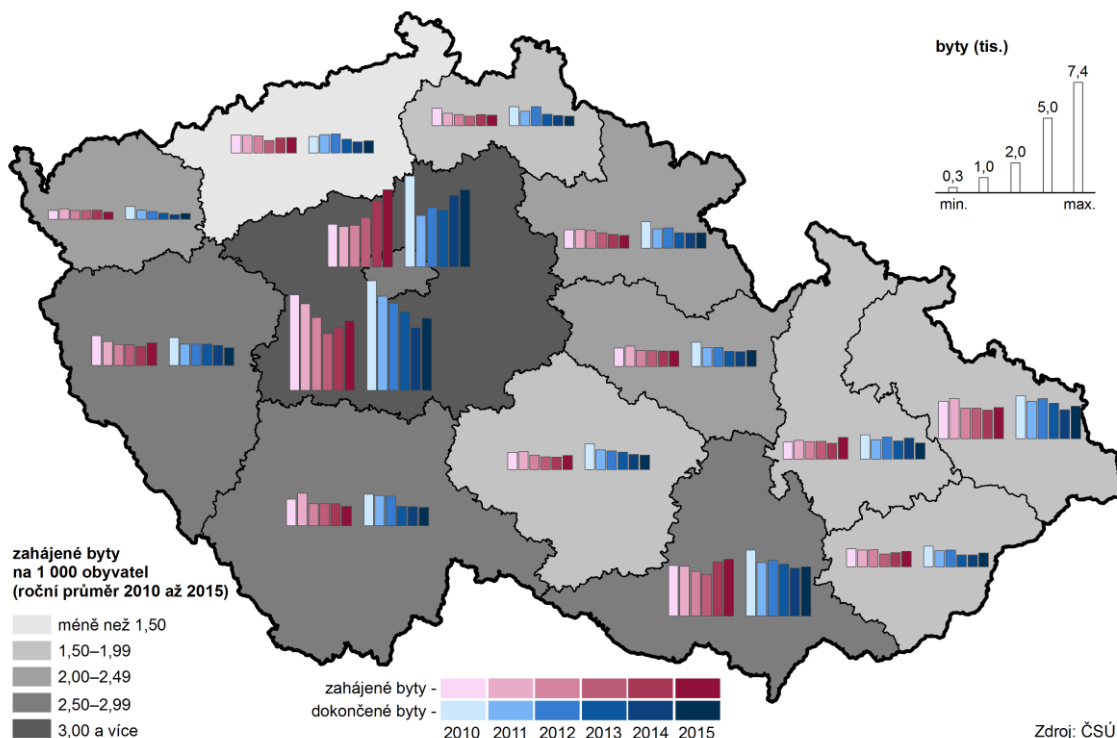 byty (tis.)
7,4
5,0
2,0
1,0
0,3
min.
max.
zahájené byty
na 1 000 obyvatel
(roční průměr 2010 až 2015)
méně než 1,50
1,50–1,99
2,00–2,49
2,50–2,99
3,00 a více
zahájené byty -
dokončené byty -
2010 2011 2012 2013 2014 2015
Zdroj: ČSÚ